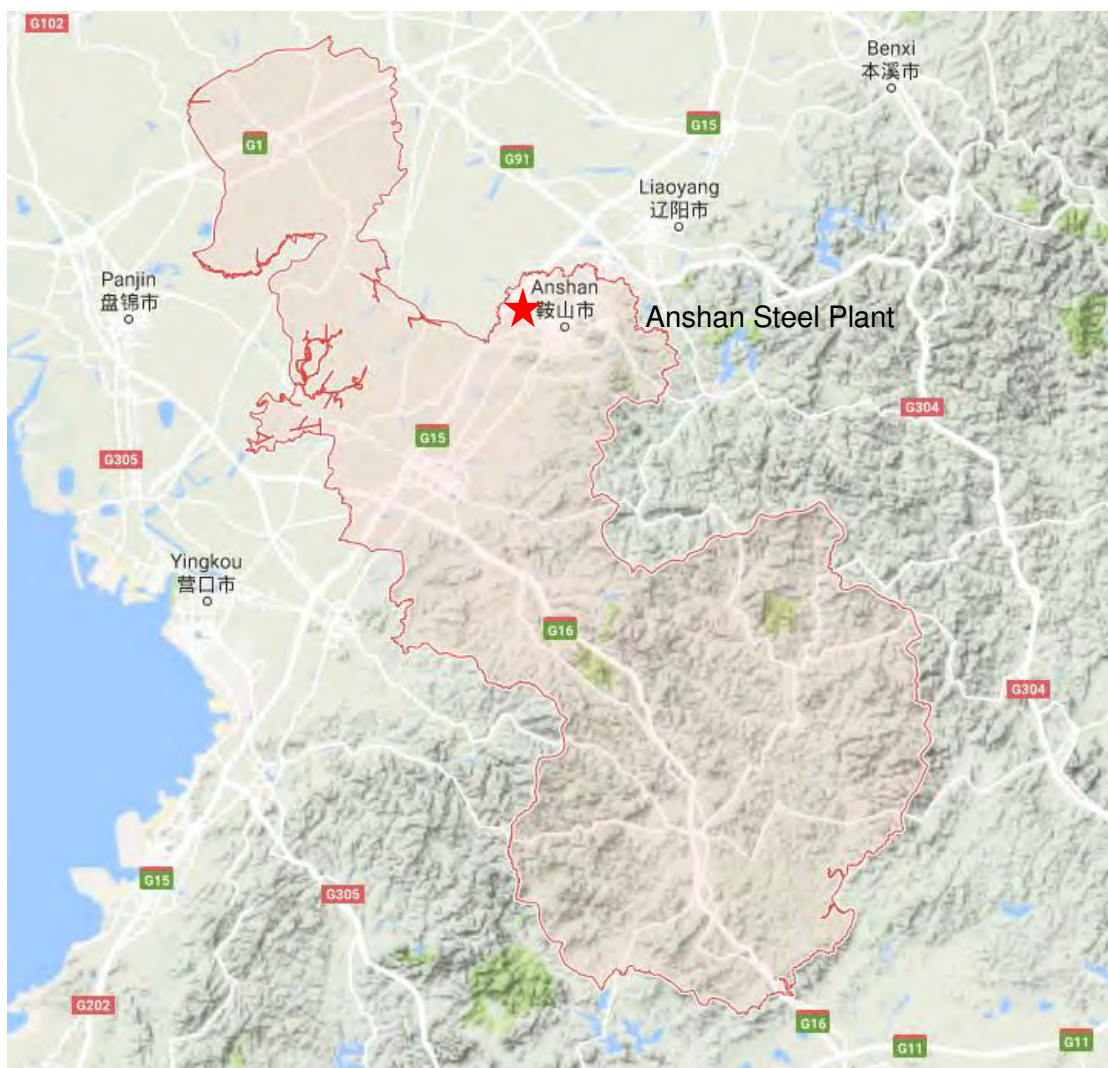 G102
Benxi
本溪市
G15
G1
G91
Liaoyang
辽阳市
Panjin
盘锦市
Anshan
鞍山市
Anshan Steel Plant
G304
G15
G305
Yingkou
营口市
G16
G304
G15
G305
G202
G16
G11
G11